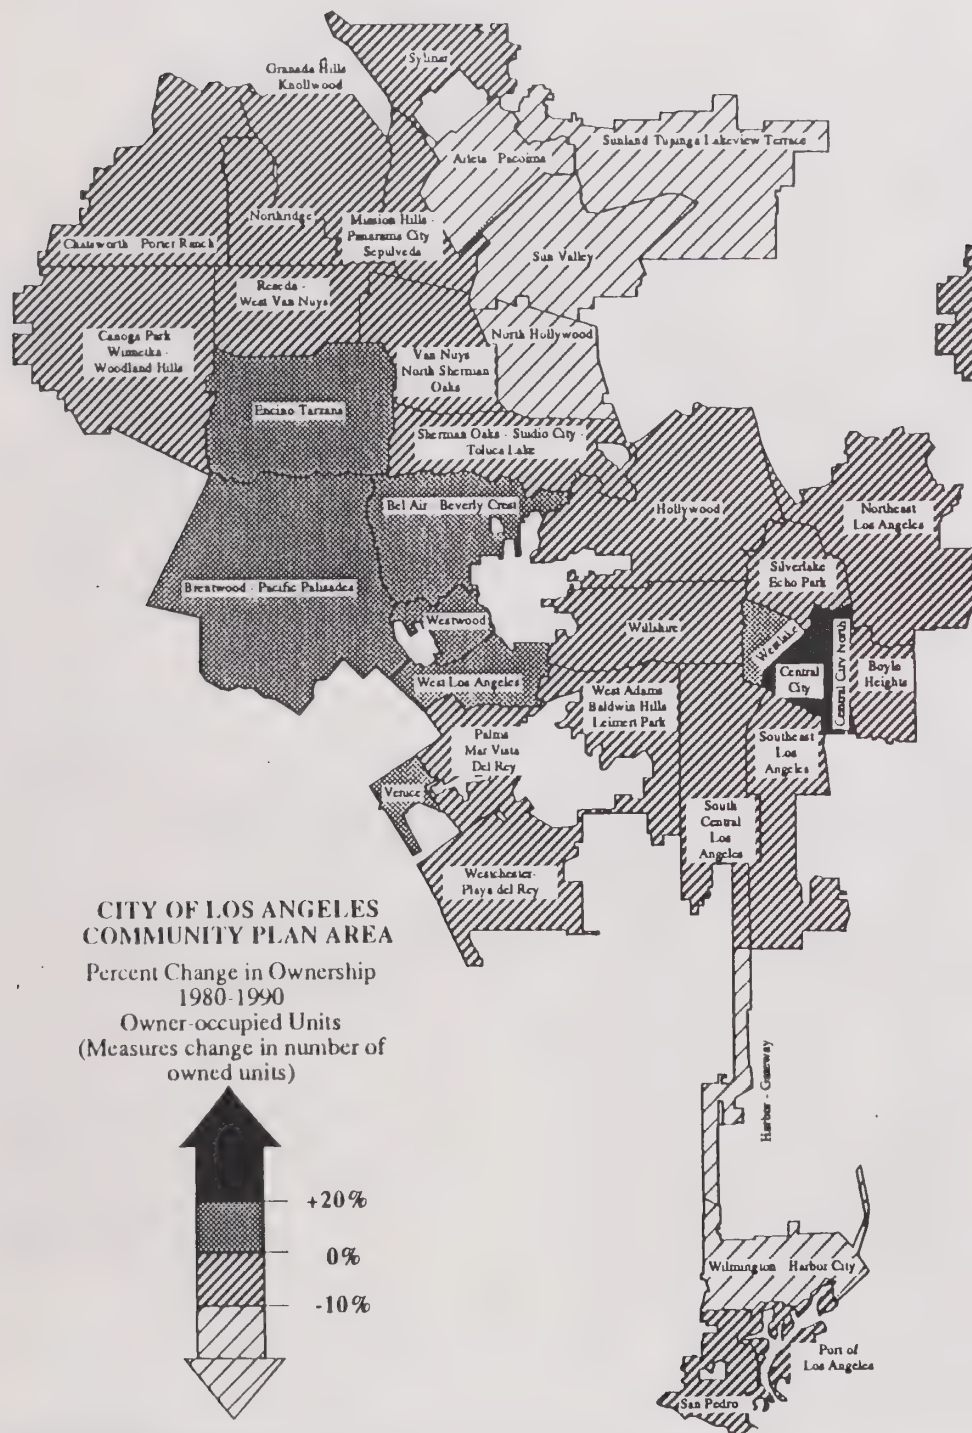 Sylmar
Granada Hills
Knollwood
Sunland Tujunga Lakeview Terrace
Arleta - Pacoima
Northridge
Mission Hills -
Panarama City
Sepulveda
Chatsworth - Porter Ranch
Sun Valley
Reseda -
West Van Nuys
Canoga Park
Winnetka -
Woodland Hills
North Hollywood
Van Nuys
North Sherman
Oaks
Encino Tarzana
Sherman Oaks - Studio City -
Toluca Lake
Bel Air - Beverly Crest
Hollywood
Northeast
Los Angeles
Silverlake
Echo Park
Brentwood - Pacific Palisades
Westwood
Wilshire
Westlake
Central City North
Central
City
Boyle
Heights
West Los Angeles
West Adams
Baldwin Hills
Leimert Park
Palms
Mar Vista
Del Rey
Southeast
Los
Angeles
Venice
South
Central
Los
Angeles
Westchester-
Playa del Rey
CITY OF LOS ANGELES
COMMUNITY PLAN AREA
Percent Change in Ownership
1980-1990
Owner-occupied Units
(Measures change in number of
owned units)
Harbor - Gateway
+20%
0%
-10%
Wilmington - Harbor City
Port of
Los Angeles
San Pedro